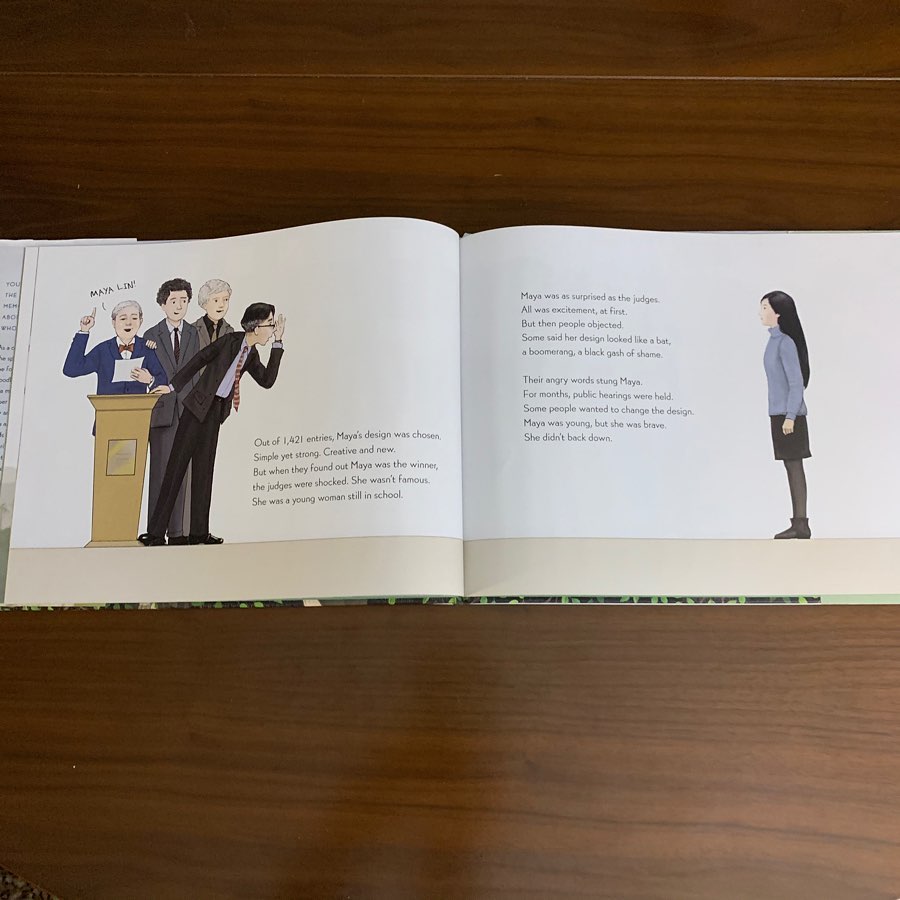 YOU
THE
MEM
ABO
WHO
MAYA LIN!
Out of 1,421 entries, Maya's design was chosen.
Simple yet strong. Creative and new.
But when they found out Maya was the winner,
the judges were shocked. She wasn't famous.
She was a young woman still in school.
Maya was as surprised as the judges.
All was excitement, at first.
But then people objected.
Some said her design looked like a bat,
a boomerang, a black gash of shame.
Their angry words stung Maya.
For months, public hearings were held.
Some people wanted to change the design.
Maya was young, but she was brave.
She didn't back down.